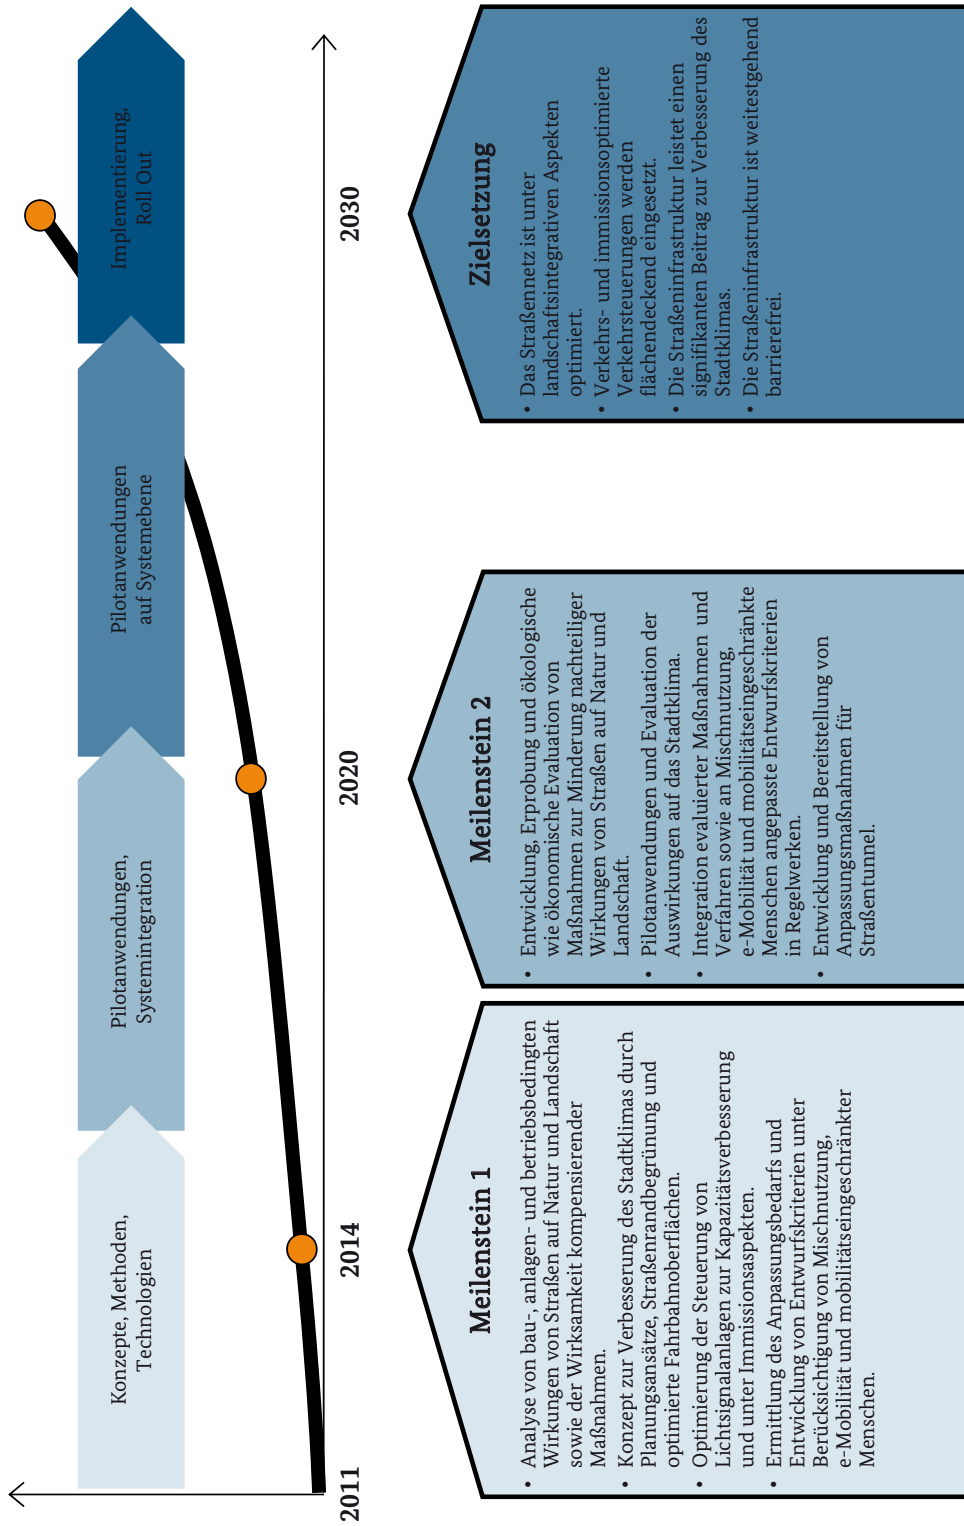 Konzepte, Methoden,
Technologien
Pilotanwendungen,
Systemintegration
Pilotanwendungen
auf Systemebene
Implementierung,
Roll Out
2011
2014
2020
2030
Meilenstein 1
• Analyse von bau-, anlagen- und betriebsbedingten
Wirkungen von Straßen auf Natur und Landschaft
sowie der Wirksamkeit kompensierender
Maßnahmen.
• Konzept zur Verbesserung des Stadtklimas durch
Planungsansätze, Straßenrandbegrünung und
optimierte Fahrbahnoberflächen.
• Optimierung der Steuerung von
Lichtsignalanlagen zur Kapazitätsverbesserung
und unter Immissionsaspekten.
• Ermittlung des Anpassungsbedarfs und
Entwicklung von Entwurfskriterien unter
Berücksichtigung von Mischnutzung,
e-Mobilität und mobilitätseingeschränkter
Menschen.
Meilenstein 2
• Entwicklung, Erprobung und ökologische
wie ökonomische Evaluation von
Maßnahmen zur Minderung nachteiliger
Wirkungen von Straßen auf Natur und
Landschaft.
• Pilotanwendungen und Evaluation der
Auswirkungen auf das Stadtklima.
• Integration evaluierter Maßnahmen und
Verfahren sowie an Mischnutzung,
e-Mobilität und mobilitätseingeschränkte
Menschen angepasste Entwurfskriterien
in Regelwerken.
• Entwicklung und Bereitstellung von
Anpassungsmaßnahmen für
Straßentunnel.
Zielsetzung
• Das Straßennetz ist unter
landschaftsintegrativen Aspekten
optimiert.
• Verkehrs- und immissionsoptimierte
Verkehrsteuerungen werden
flächendeckend eingesetzt.
• Die Straßeninfrastruktur leistet einen
signifikanten Beitrag zur Verbesserung des
Stadtklimas.
• Die Straßeninfrastruktur ist weitestgehend
barrierefrei.